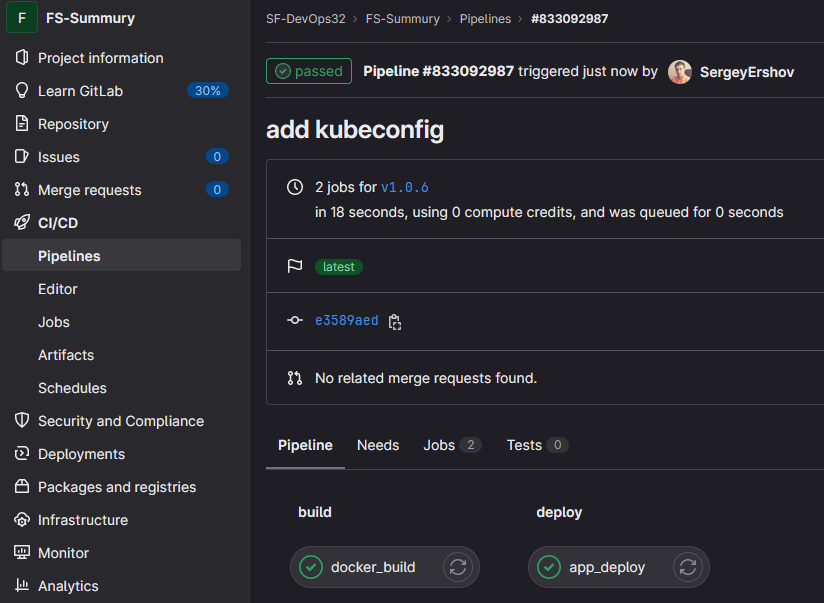 F FS-Summury
Project information
Learn GitLab 30%
Repository
Issues 0
Merge requests 0
CI/CD
Pipelines
Editor
Jobs
Artifacts
Schedules
Security and Compliance
Deployments
Packages and registries
Infrastructure
Monitor
Analytics
SF-DevOps32 › FS-Summury › Pipelines › #833092987
passed Pipeline #833092987 triggered just now by SergeyErshov
add kubeconfig
2 jobs for v1.0.6
in 18 seconds, using 0 compute credits, and was queued for 0 seconds
latest
e3589aed
No related merge requests found.
Pipeline Needs Jobs 2 Tests 0
build deploy
docker_build app_deploy